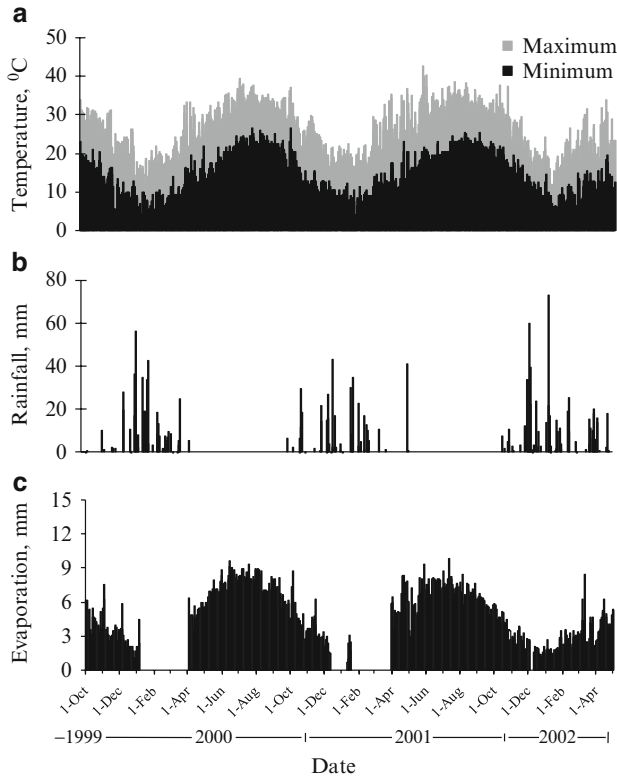 a
50
40
30
20
10
0
Temperature, ⁰C
Maximum
Minimum
b
80
60
40
20
0
Rainfall, mm
c
15
12
9
6
3
0
Evaporation, mm
1-Oct 1-Dec 1-Feb 1-Apr 1-Jun 1-Aug 1-Oct 1-Dec 1-Feb 1-Apr 1-Jun 1-Aug 1-Oct 1-Dec 1-Feb 1-Apr
1999 2000 2001 2002
Date